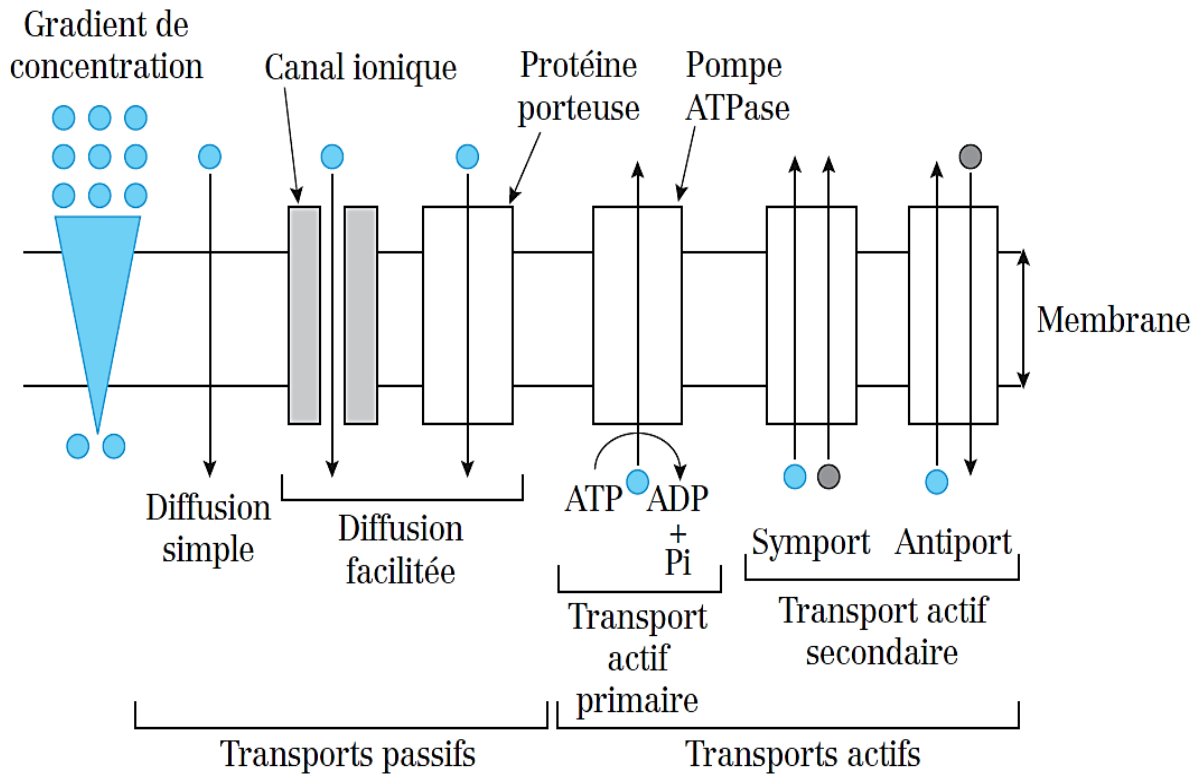 Gradient de
concentration
Canal ionique
Protéine
porteuse
Pompe
ATPase
Membrane
Diffusion
simple
Diffusion
facilitée
ATP
ADP
+
Pi
Symport
Antiport
Transport
actif
primaire
Transport actif
secondaire
Transports passifs
Transports actifs